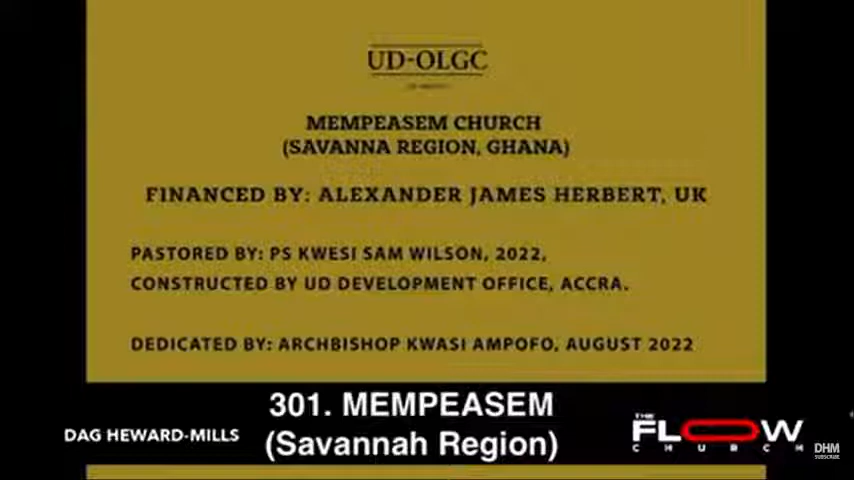 UD-OLGC
MEMPEASEM CHURCH
(SAVANNA REGION, GHANA)
FINANCED BY: ALEXANDER JAMES HERBERT, UK
PASTORED BY: PS KWESI SAM WILSON, 2022,
CONSTRUCTED BY UD DEVELOPMENT OFFICE, ACCRA.
DEDICATED BY: ARCHBISHOP KWASI AMPOFO, AUGUST 2022
301. MEMPEASEM
(Savannah Region)
DAG HEWARD-MILLS
THE
FLOW
CHURCH
DHM
SUBSCRIBE